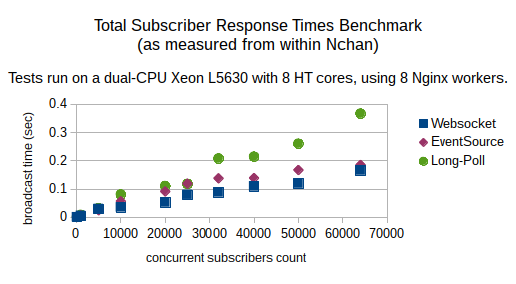 Total Subscriber Response Times Benchmark
(as measured from within Nchan)
Tests run on a dual-CPU Xeon L5630 with 8 HT cores, using 8 Nginx workers.
broadcast time (sec)
0.4
0.3
0.2
0.1
0
0 10000 20000 30000 40000 50000 60000 70000
concurrent subscribers count
Websocket
EventSource
Long-Poll